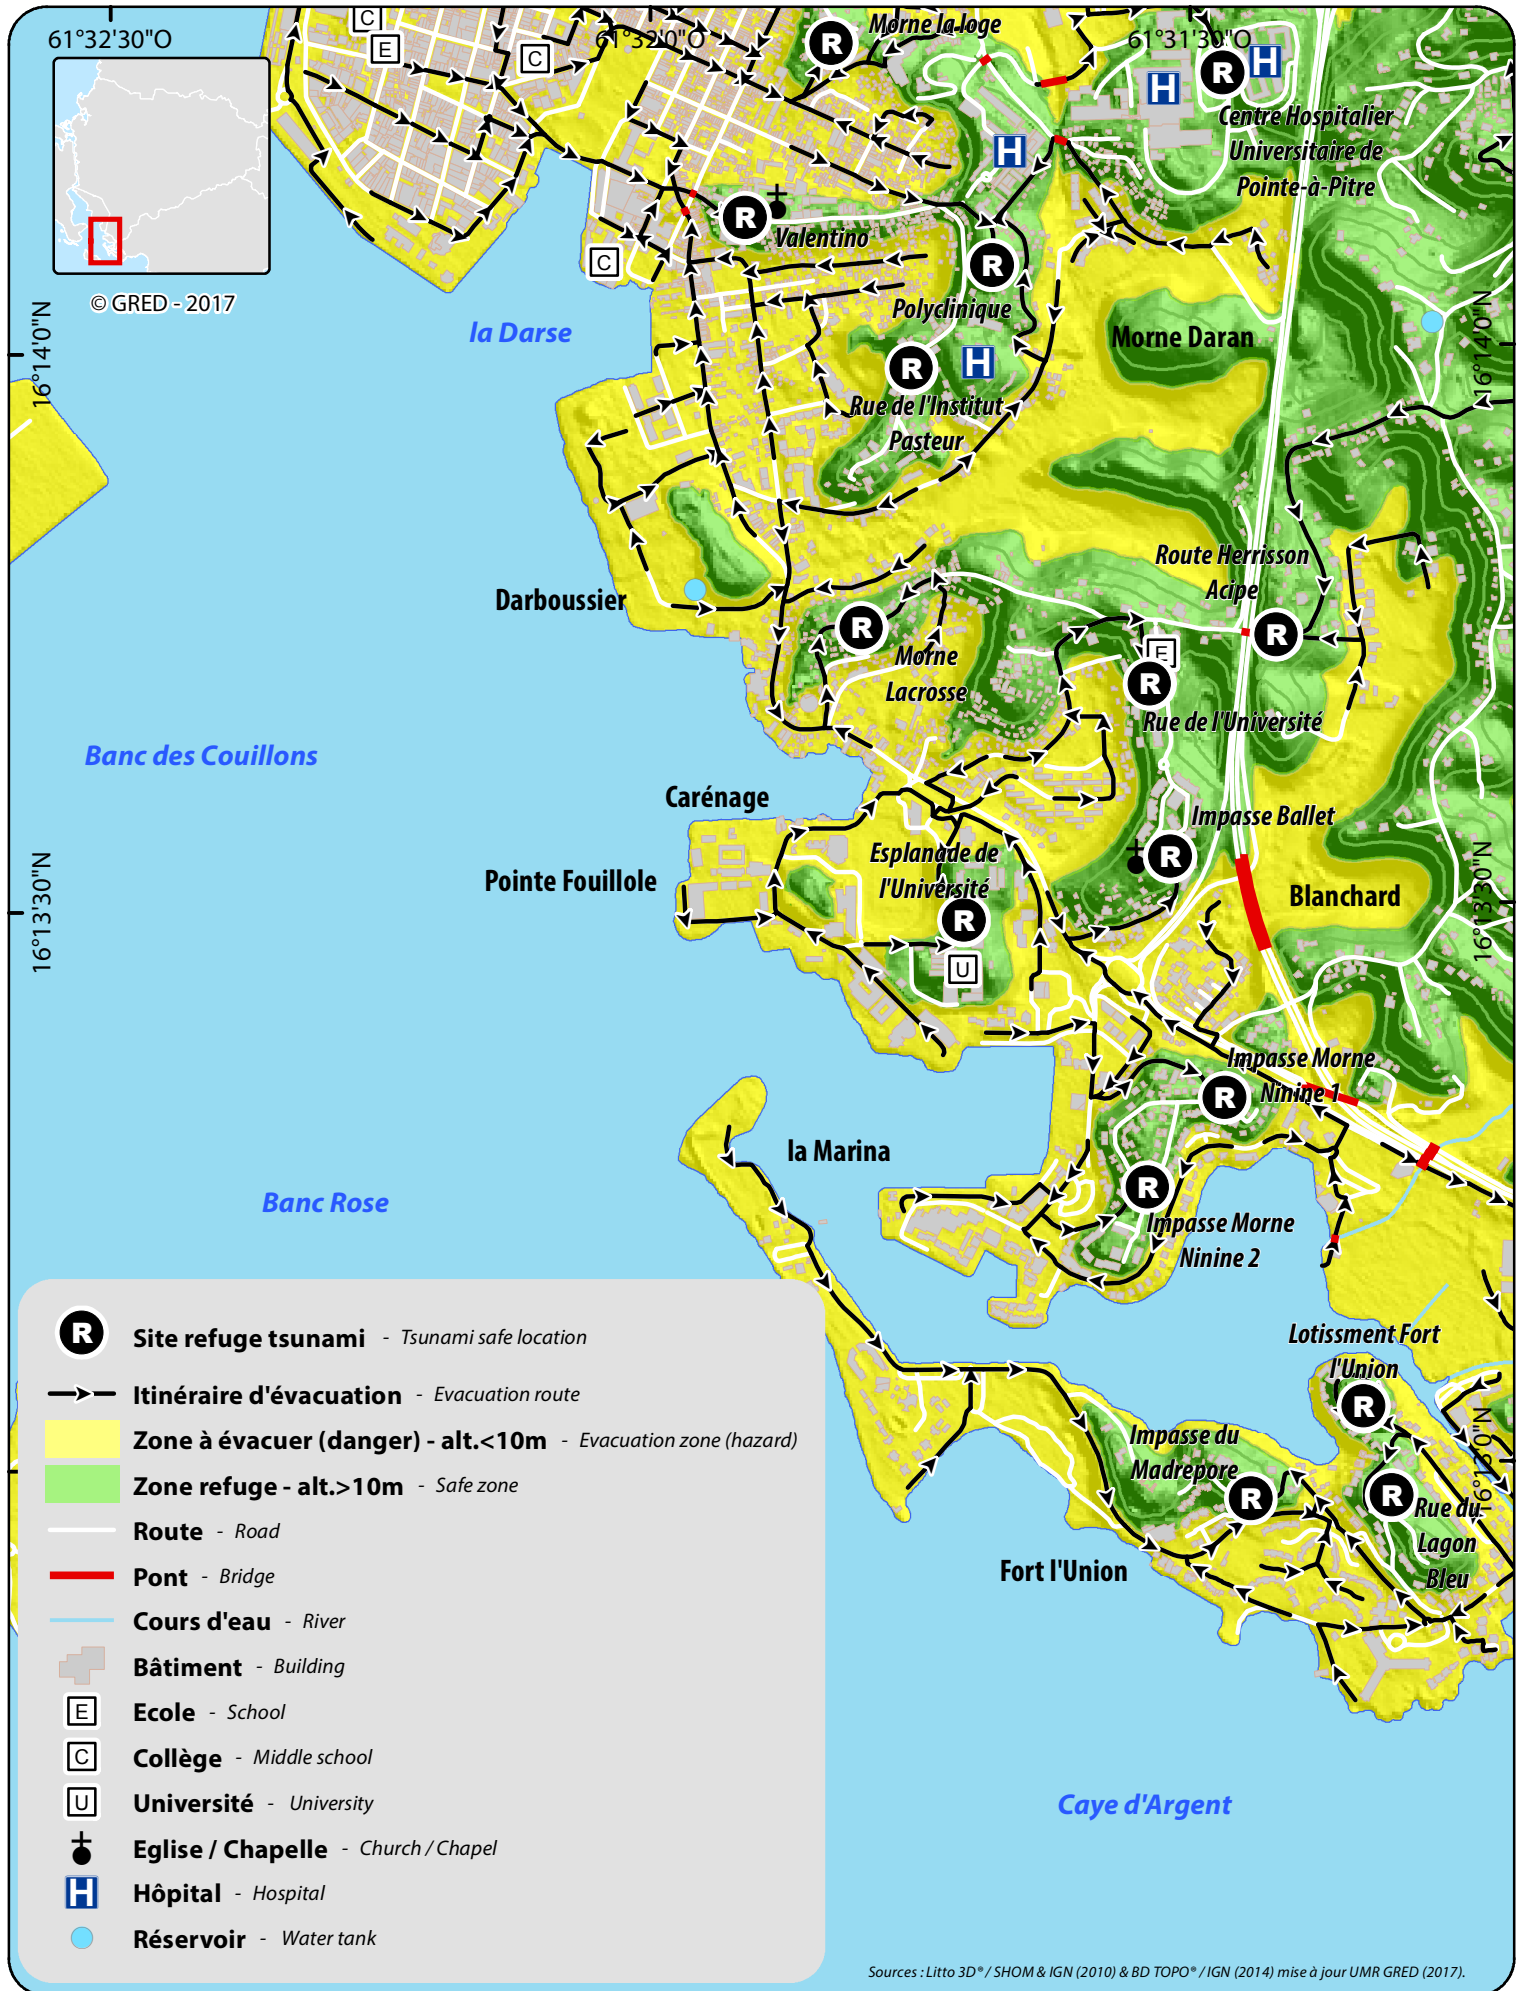 61°32'30"O
61°32'0"O
61°31'30"O
C
E
C
R
Morne la loge
H
R
H
Centre Hospitalier
Universitaire de
Pointe-à-Pitre
H
R
Valentino
C
R
Polyclinique
© GRED - 2017
la Darse
16°14'0"N
16°14'0"N
Morne Daran
R
H
Rue de l'Institut
Pasteur
Route Herrisson
Acipe
R
Darboussier
R
Morne
Lacrosse
E
R
Rue de l'Université
Banc des Couillons
Carénage
Impasse Ballet
R
Esplanade de
l'Université
R
U
Pointe Fouillole
Blanchard
16°13'30"N
16°13'30"N
Impasse Morne
Ninine 1
R
la Marina
R
Impasse Morne
Ninine 2
Banc Rose
Lotissment Fort
l'Union
R
Impasse du
Madrepore
R
R
Rue du
Lagon
Bleu
16°13'0"N
Fort l'Union
Caye d'Argent
R
Site refuge tsunami - Tsunami safe location
Itinéraire d'évacuation - Evacuation route
Zone à évacuer (danger) - alt.<10m - Evacuation zone (hazard)
Zone refuge - alt.>10m - Safe zone
Route - Road
Pont - Bridge
Cours d'eau - River
Bâtiment - Building
E Ecole - School
C Collège - Middle school
U Université - University
Eglise / Chapelle - Church / Chapel
H Hôpital - Hospital
Réservoir - Water tank
Sources : Litto 3D® / SHOM & IGN (2010) & BD TOPO® / IGN (2014) mise à jour UMR GRED (2017).